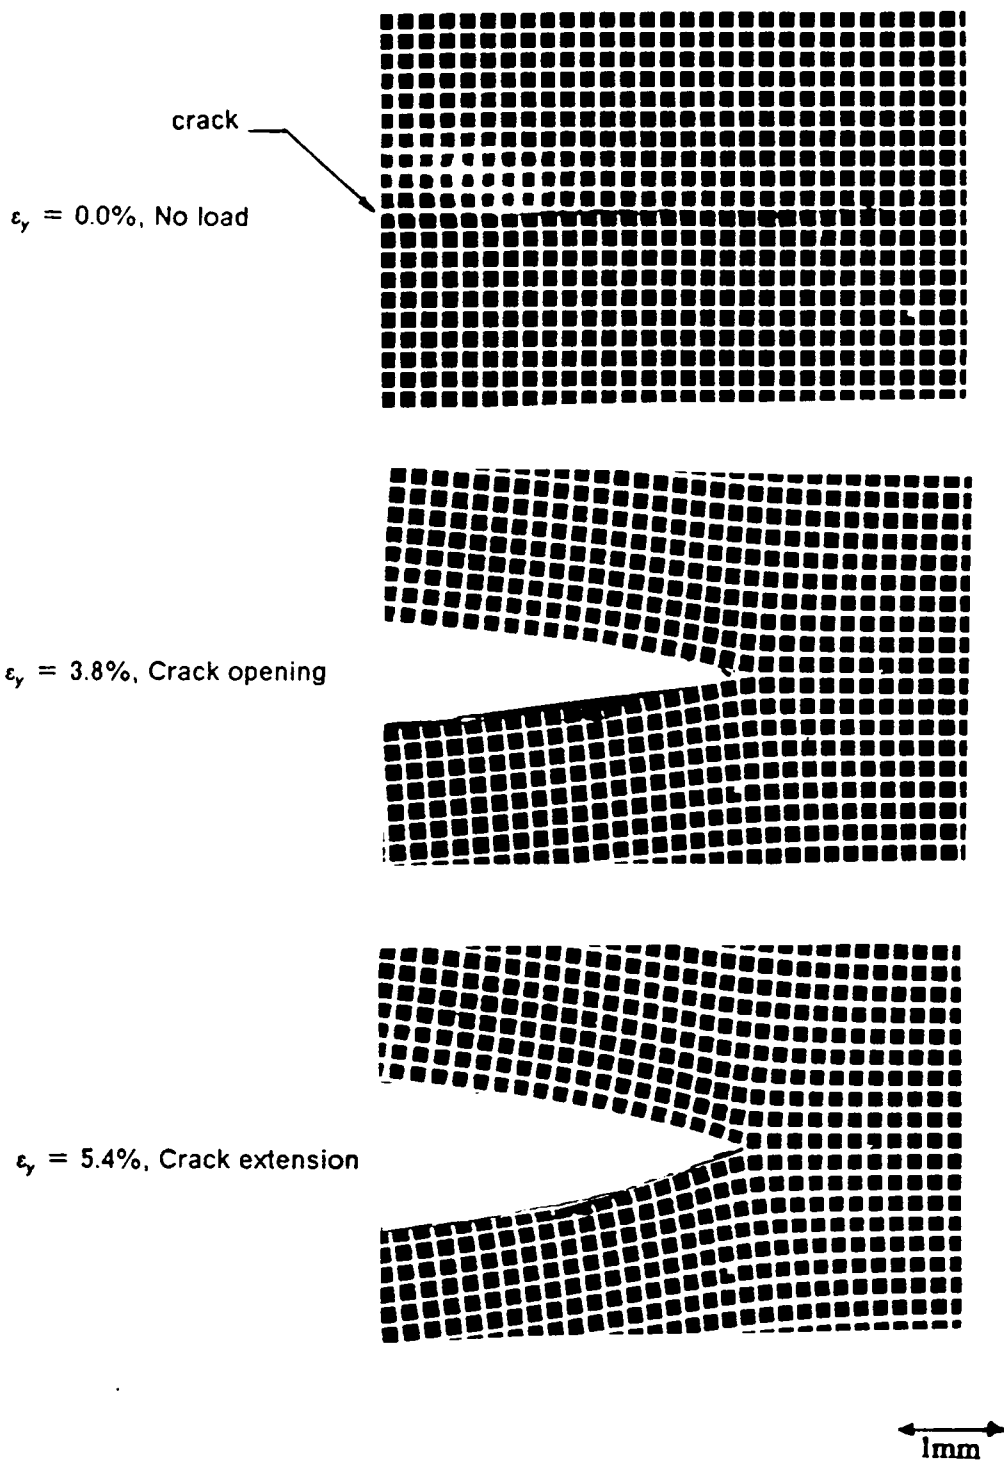 crack
εy = 0.0%, No load
εy = 3.8%, Crack opening
εy = 5.4%, Crack extension
1mm